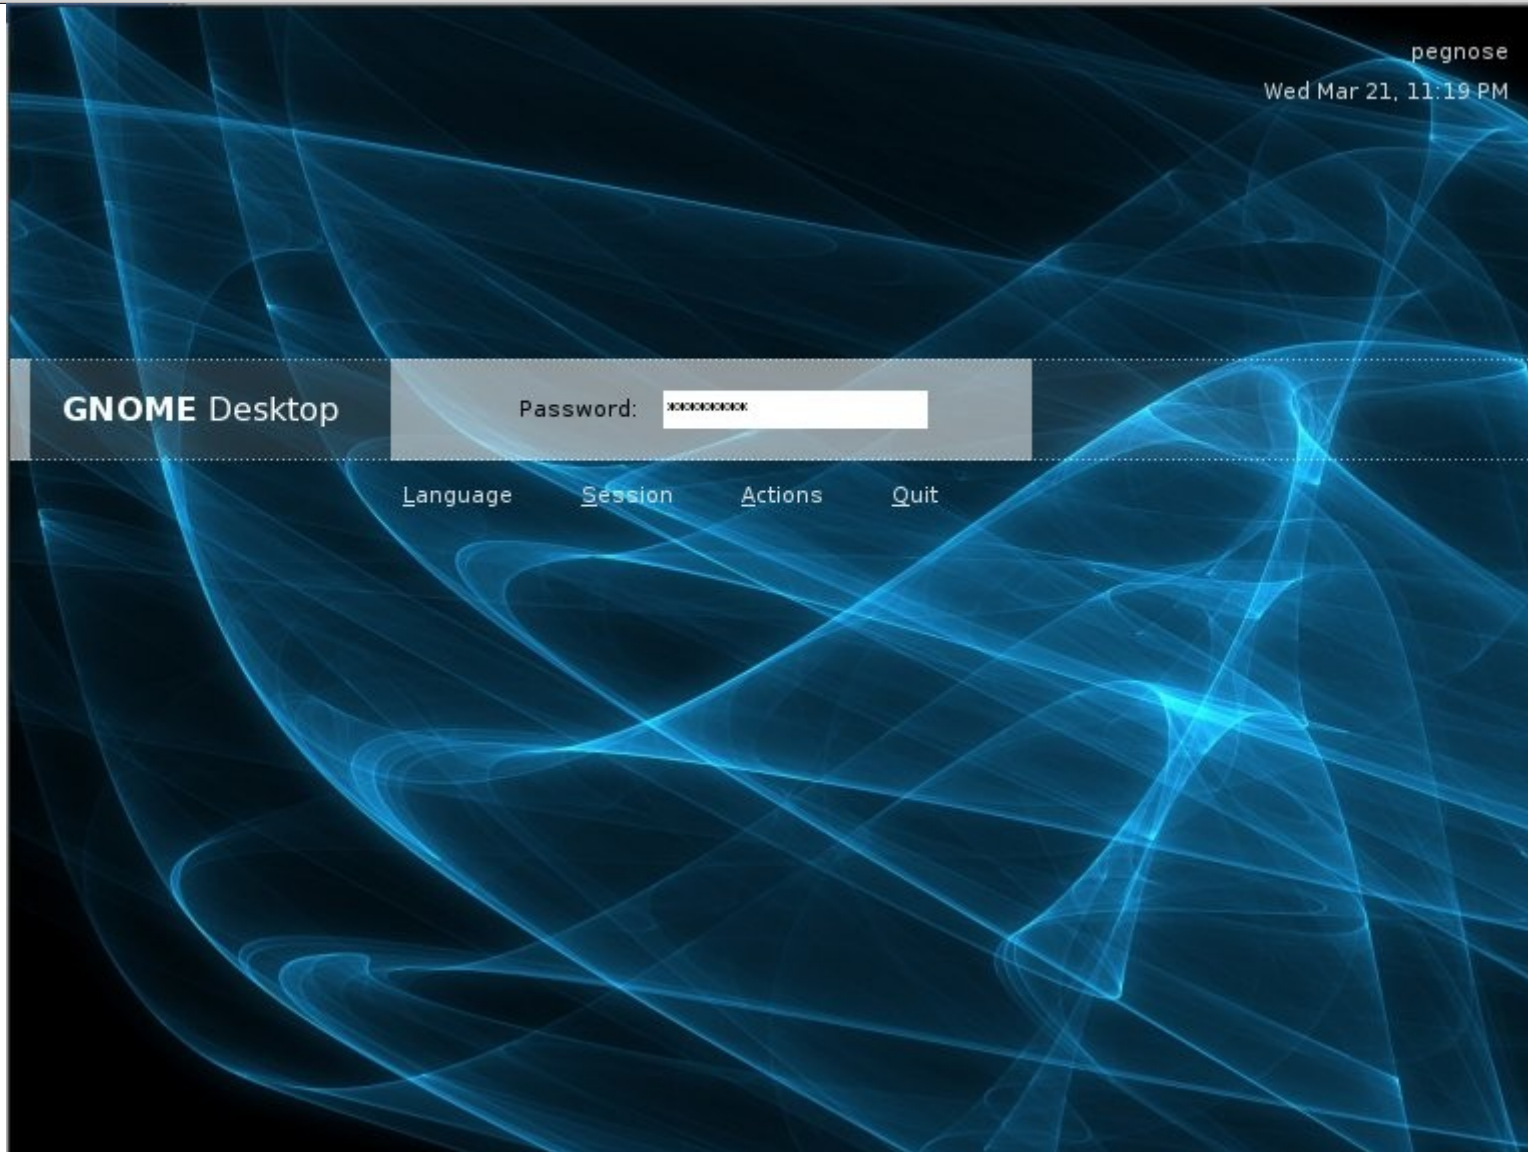 pegnose
Wed Mar 21, 11:19 PM
GNOME Desktop
Password: **********
Language Session Actions Quit